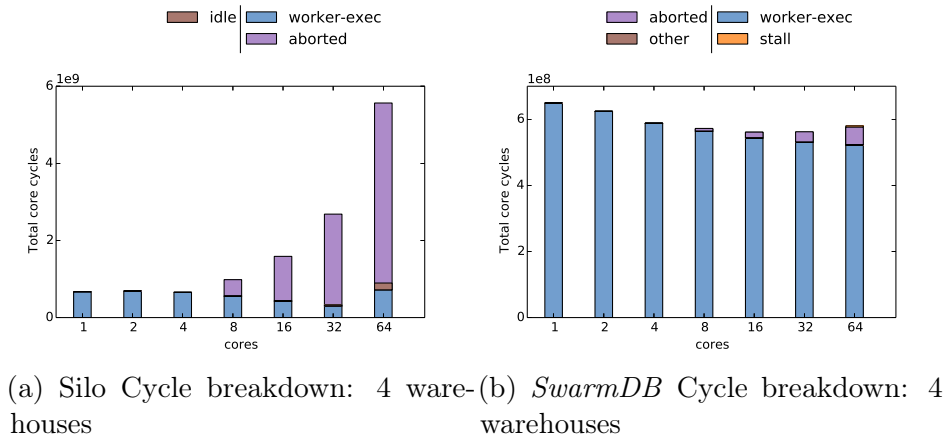 idle worker-exec
aborted
1e9
6
4
2
0
Total core cycles
1 2 4 8 16 32 64
cores
(a) Silo Cycle breakdown: 4 ware-
houses
aborted worker-exec
other stall
1e8
6
4
2
0
Total core cycles
1 2 4 8 16 32 64
cores
(b) SwarmDB Cycle breakdown: 4
warehouses